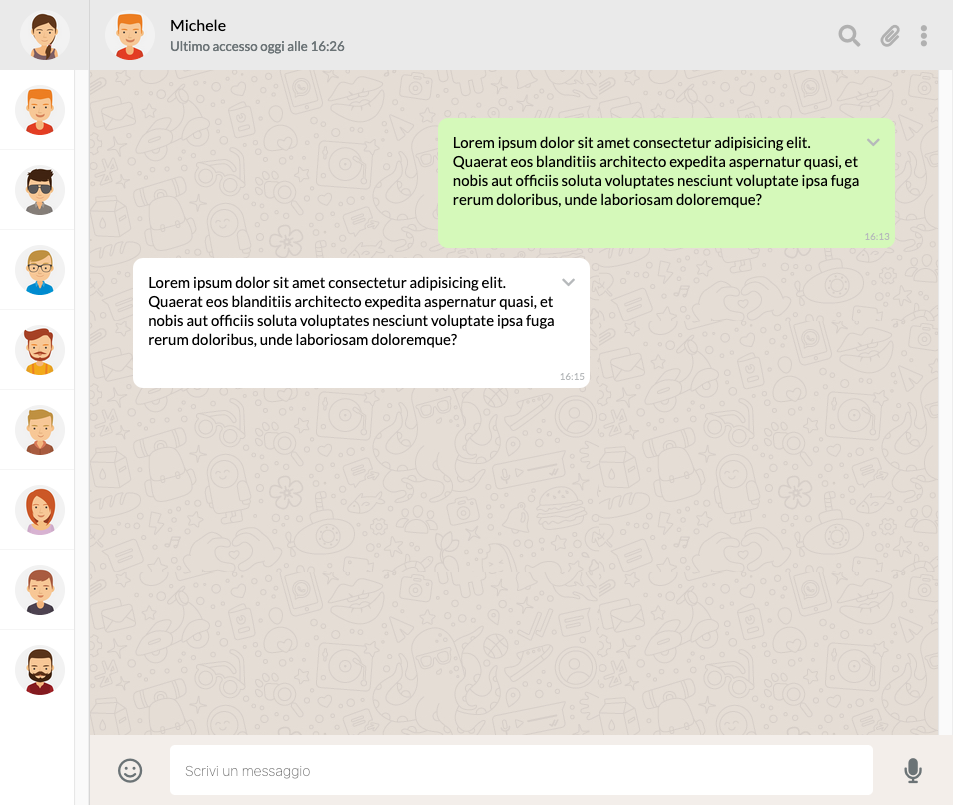 Michele
Ultimo accesso oggi alle 16:26
Lorem ipsum dolor sit amet consectetur adipisicing elit.
Quaerat eos blanditiis architecto expedita aspernatur quasi, et
nobis aut officiis soluta voluptates nesciunt voluptate ipsa fuga
rerum doloribus, unde laboriosam doloremque?
16:13
Lorem ipsum dolor sit amet consectetur adipisicing elit.
Quaerat eos blanditiis architecto expedita aspernatur quasi, et
nobis aut officiis soluta voluptates nesciunt voluptate ipsa fuga
rerum doloribus, unde laboriosam doloremque?
16:15
Scrivi un messaggio